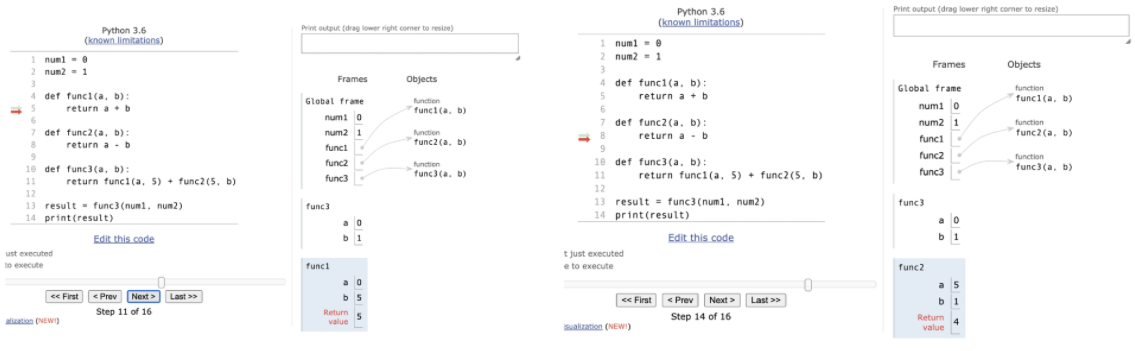 Python 3.6
(known limitations)
1 num1 = 0
2 num2 = 1
3
4 def func1(a, b):
5 return a + b
6
7 def func2(a, b):
8 return a - b
9
10 def func3(a, b):
11 return func1(a, 5) + func2(5, b)
12
13 result = func3(num1, num2)
14 print(result)
Edit this code
ust executed
to execute
<< First < Prev Next > Last >>
Step 11 of 16
alization (NEW!)
Print output (drag lower right corner to resize)
Frames Objects
Global frame
num1 0
num2 1
func1
func2
func3
function
func1(a, b)
function
func2(a, b)
function
func3(a, b)
func3
a 0
b 1
func1
a 0
b 5
Return
value 5
Python 3.6
(known limitations)
1 num1 = 0
2 num2 = 1
3
4 def func1(a, b):
5 return a + b
6
7 def func2(a, b):
8 return a - b
9
10 def func3(a, b):
11 return func1(a, 5) + func2(5, b)
12
13 result = func3(num1, num2)
14 print(result)
Edit this code
t just executed
e to execute
<< First < Prev Next > Last >>
Step 14 of 16
sualization (NEW!)
Print output (drag lower right corner to resize)
Frames Objects
Global frame
num1 0
num2 1
func1
func2
func3
function
func1(a, b)
function
func2(a, b)
function
func3(a, b)
func3
a 0
b 1
func2
a 5
b 1
Return
value 4